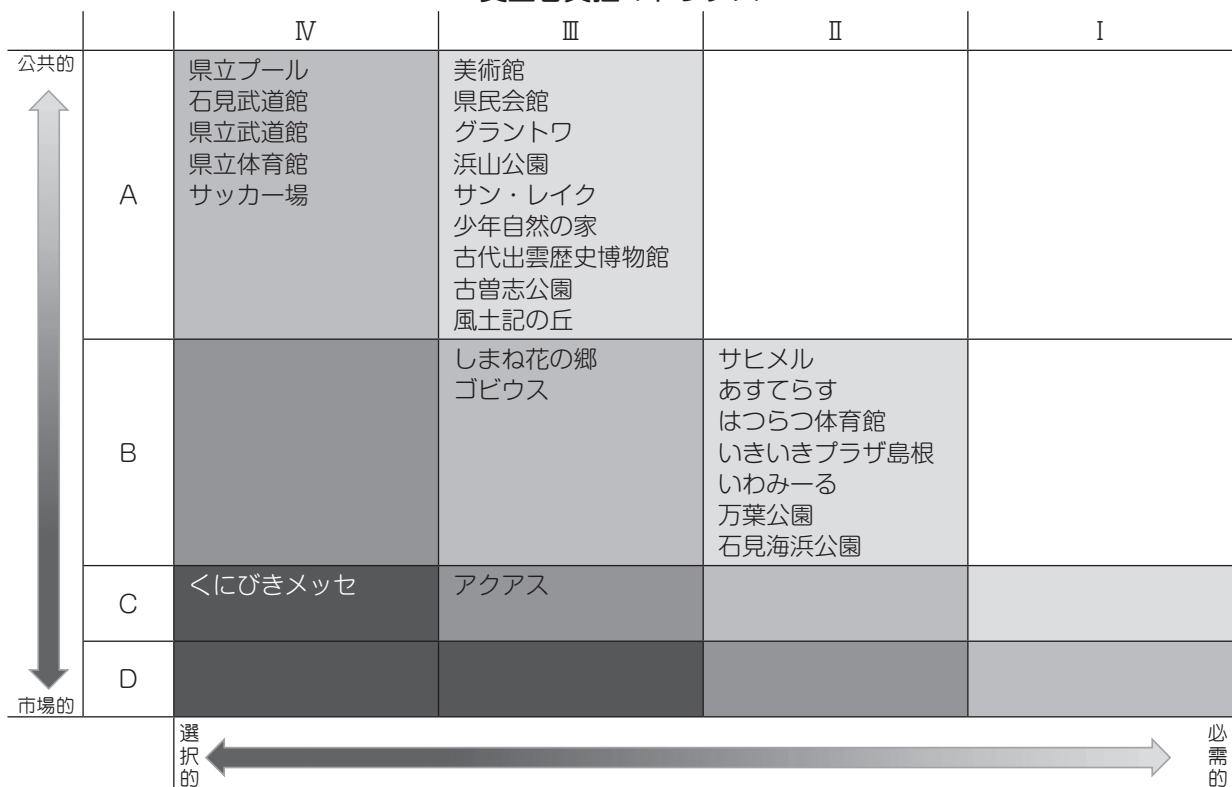 Ⅳ Ⅲ Ⅱ Ⅰ
公共的
A
県立プール
石見武道館
県立武道館
県立体育館
サッカー場
美術館
県民会館
グラントワ
浜山公園
サン・レイク
少年自然の家
古代出雲歴史博物館
古曽志公園
風土記の丘
B
しまね花の郷
ゴビウス
サヒメル
あすてらす
はつらつ体育館
いきいきプラザ島根
いわみーる
万葉公園
石見海浜公園
C
くにびきメッセ
アクアス
D
市場的
選択的
必需的